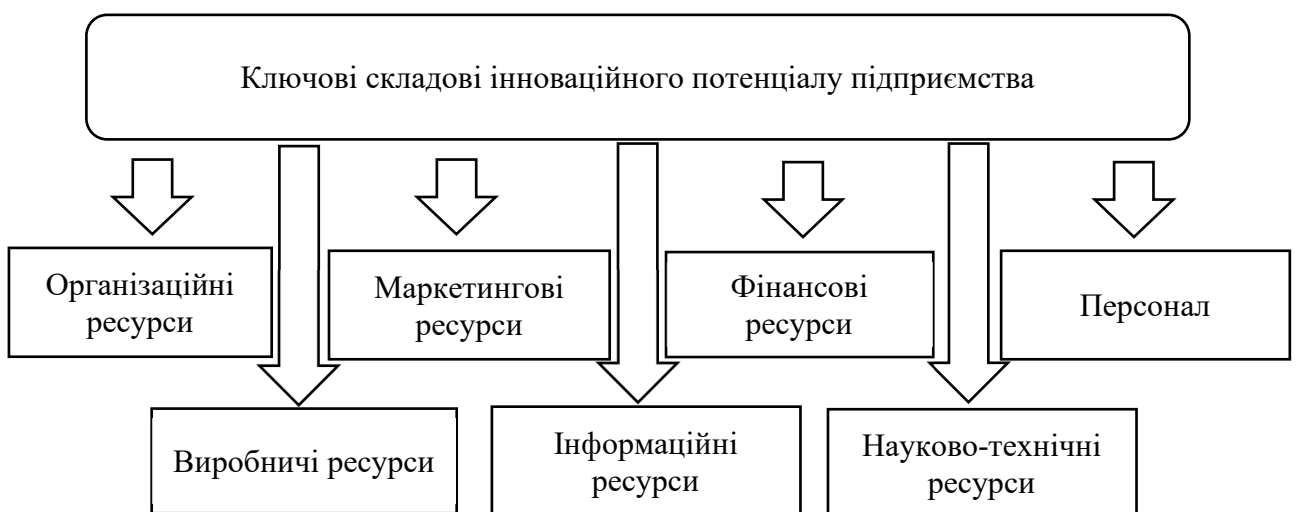 Ключові складові інноваційного потенціалу підприємства
Організаційні
ресурси
Маркетингові
ресурси
Фінансові
ресурси
Персонал
Виробничі ресурси
Інформаційні
ресурси
Науково-технічні
ресурси